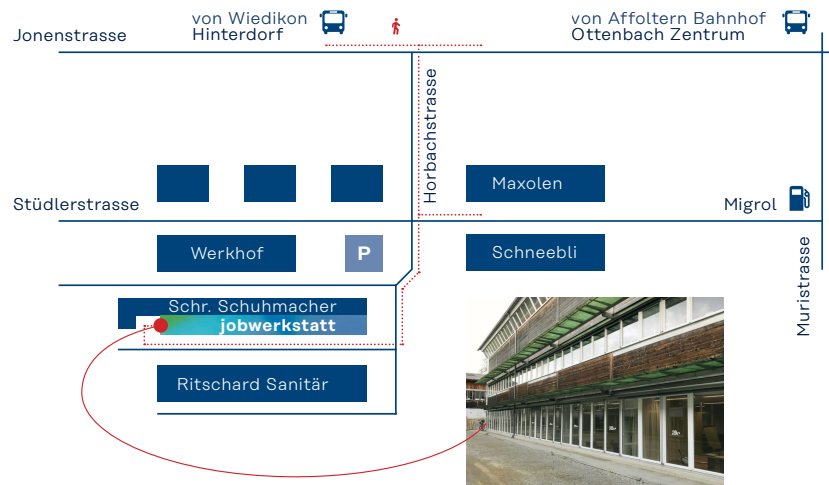 von Wiedikon
Hinterdorf
von Affoltern Bahnhof
Ottenbach Zentrum
Jonenstrasse
Horbachstrasse
Maxolen
Stüdlerstrasse
Migrol
Werkhof
P
Schneebli
Muristrasse
Schr. Schuhmacher
jobwerkstatt
Ritschard Sanitär